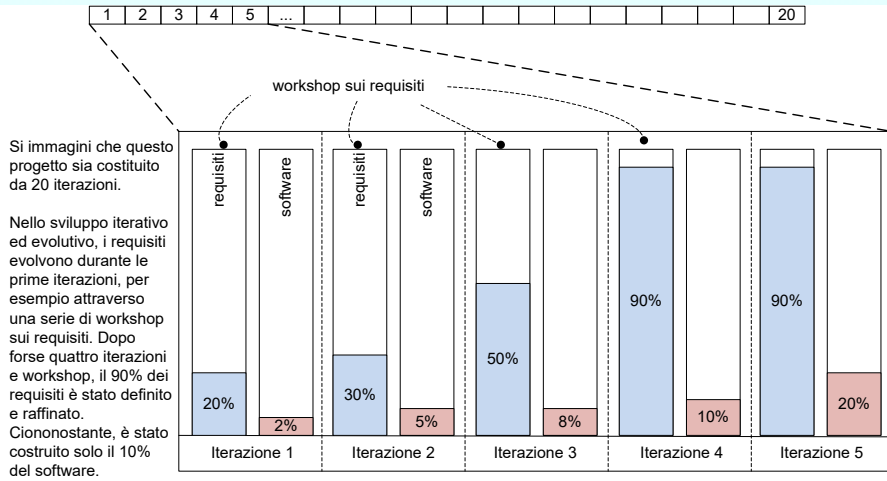 1 2 3 4 5 ... 20
workshop sui requisiti
Si immagini che questo
progetto sia costituito
da 20 iterazioni.
Nello sviluppo iterativo
ed evolutivo, i requisiti
evolvono durante le
prime iterazioni, per
esempio attraverso
una serie di workshop
sui requisiti. Dopo
forse quattro iterazioni
e workshop, il 90% dei
requisiti è stato definito
e raffinato.
Ciononostante, è stato
costruito solo il 10%
del software.
requisiti
software
requisiti
software
20%
2%
30%
5%
50%
8%
90%
10%
90%
20%
Iterazione 1
Iterazione 2
Iterazione 3
Iterazione 4
Iterazione 5